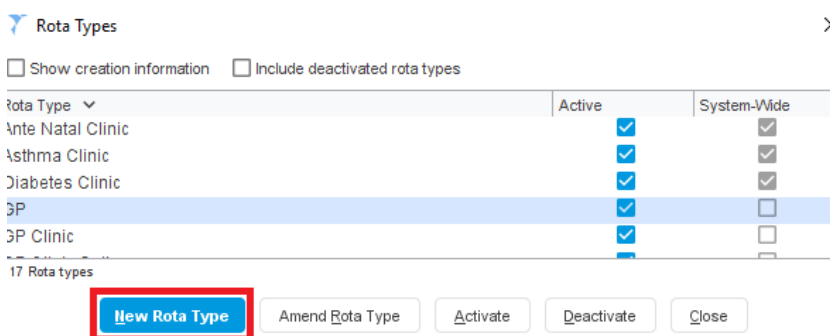 Rota Types
Show creation information Include deactivated rota types
Rota Type Active System-Wide
Ante Natal Clinic
Asthma Clinic
Diabetes Clinic
GP
GP Clinic
17 Rota types
New Rota Type Amend Rota Type Activate Deactivate Close